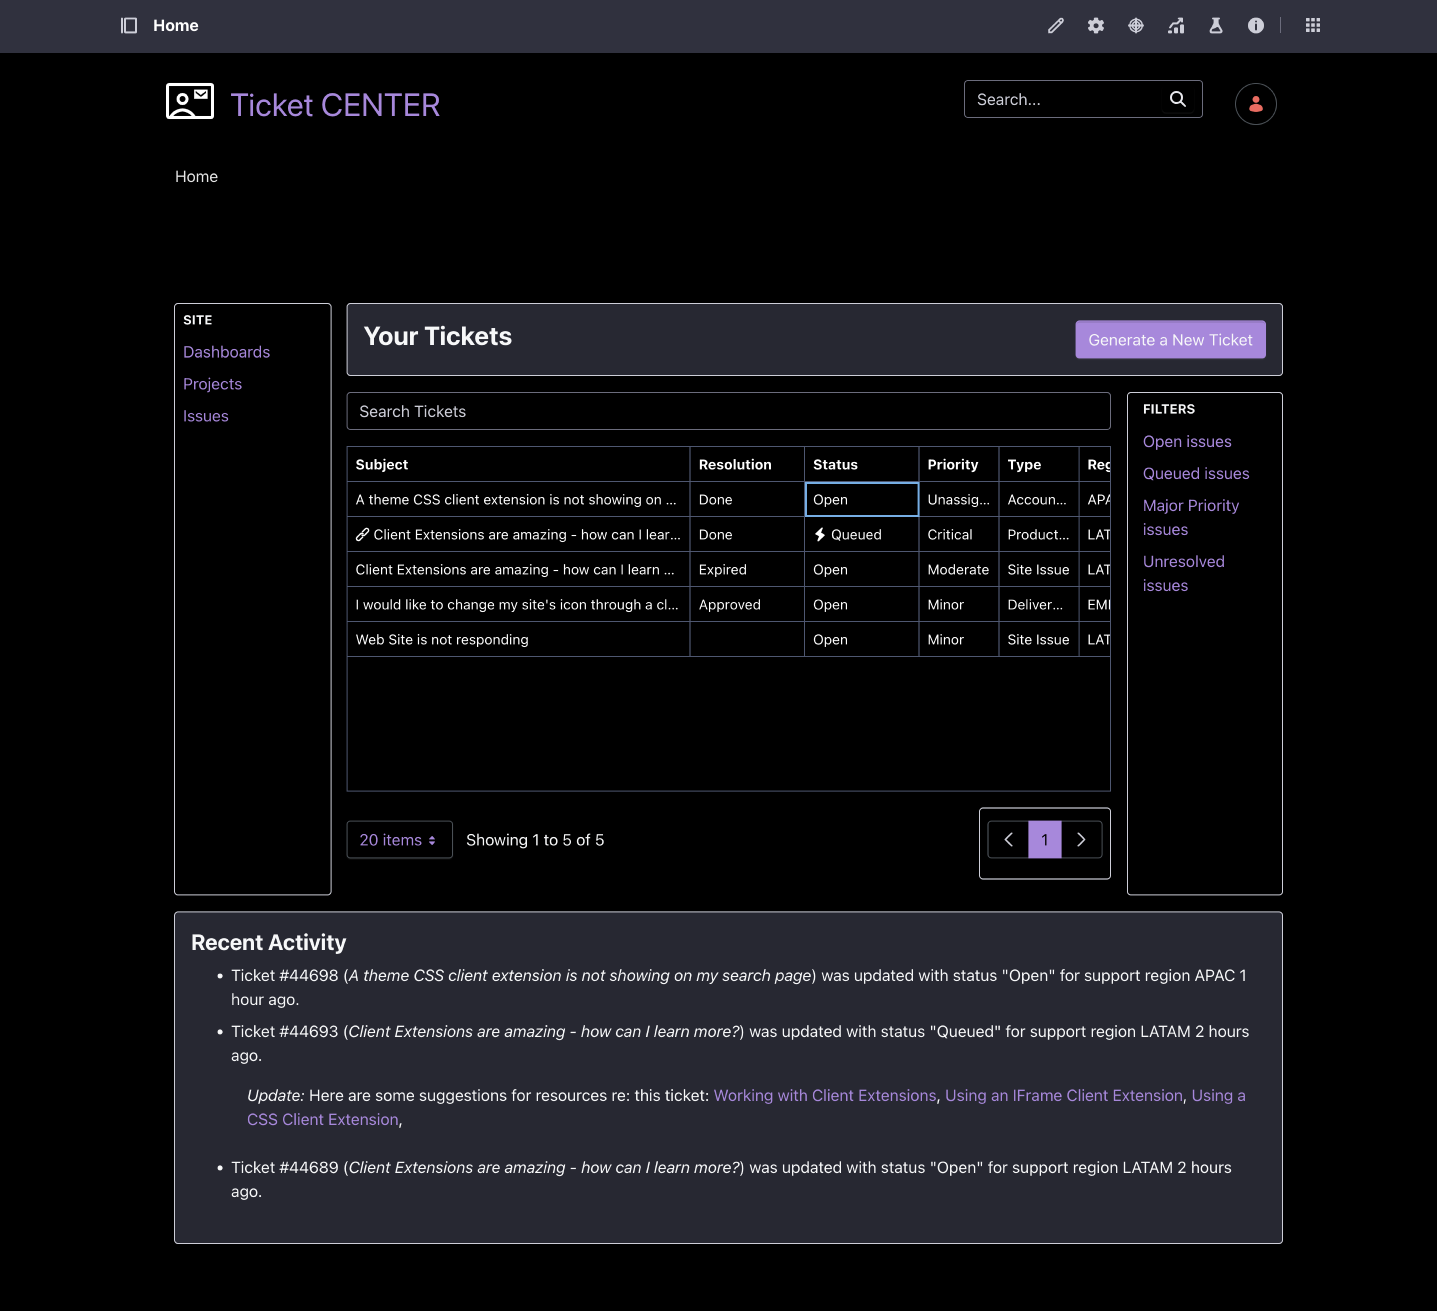 Home
Ticket CENTER
Search...
Home
SITE
Dashboards
Projects
Issues
Your Tickets
Generate a New Ticket
Search Tickets
Subject Resolution Status Priority Type Reg
A theme CSS client extension is not showing on ... Done Open Unassig... Accoun... APA
Client Extensions are amazing - how can I lear... Done Queued Critical Product... LAT
Client Extensions are amazing - how can I learn ... Expired Open Moderate Site Issue LAT
I would like to change my site's icon through a cl... Approved Open Minor Deliver... EME
Web Site is not responding Open Minor Site Issue LAT
20 items
Showing 1 to 5 of 5
1
FILTERS
Open issues
Queued issues
Major Priority
issues
Unresolved
issues
Recent Activity
• Ticket #44698 (A theme CSS client extension is not showing on my search page) was updated with status "Open" for support region APAC 1
hour ago.
• Ticket #44693 (Client Extensions are amazing - how can I learn more?) was updated with status "Queued" for support region LATAM 2 hours
ago.
Update: Here are some suggestions for resources re: this ticket: Working with Client Extensions, Using an IFrame Client Extension, Using a
CSS Client Extension,
• Ticket #44689 (Client Extensions are amazing - how can I learn more?) was updated with status "Open" for support region LATAM 2 hours
ago.